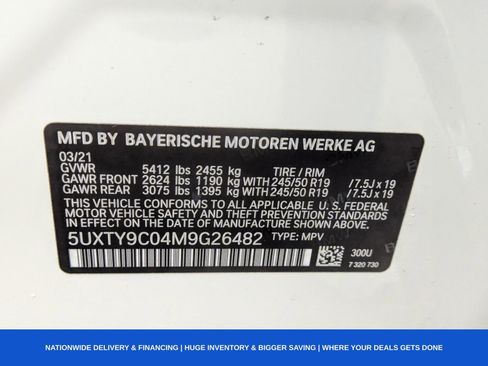 MFD BY BAYERISCHE MOTOREN WERKE AG
03/21
GVWR 5412 lbs 2455 kg TIRE / RIM
GAWR FRONT 2624 lbs 1190 kg WITH 245/50 R19 / 7.5J x 19
GAWR REAR 3075 lbs 1395 kg WITH 245/50 R19 / 7.5J x 19
THIS VEHICLE CONFORMS TO ALL APPLICABLE U.S. FEDERAL
MOTOR VEHICLE SAFETY, BUMPER, AND THEFT PREVENTION STANDARDS
IN EFFECT ON THE DATE OF MANUFACTURE SHOWN ABOVE.
5UXTY9C04M9G26482 TYPE: MPV
300U
7 320 730
NATIONWIDE DELIVERY & FINANCING | HUGE INVENTORY & BIGGER SAVING | WHERE YOUR DEALS GETS DONE